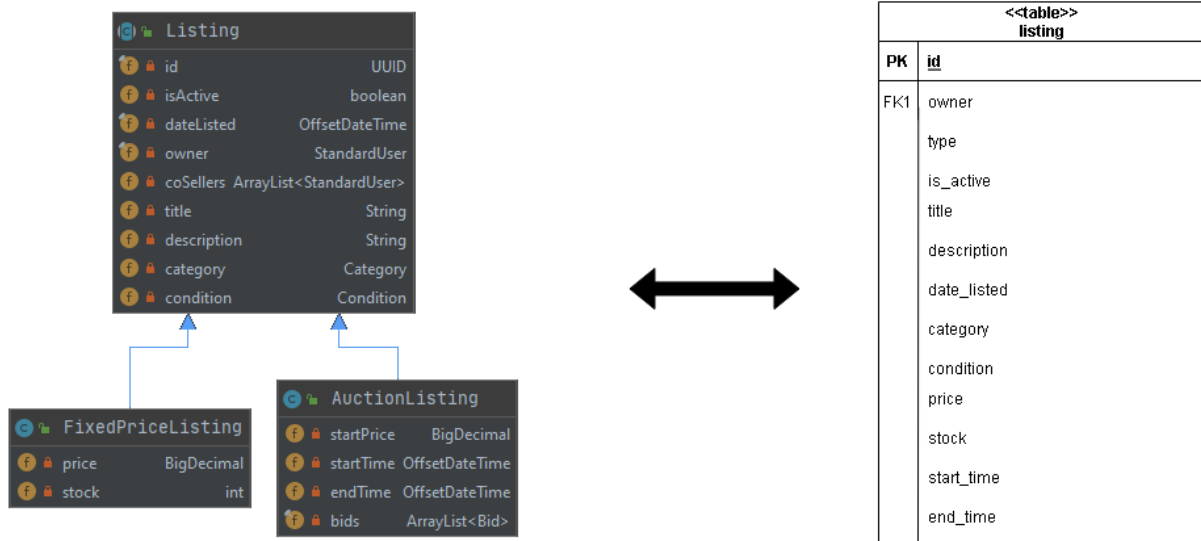 Listing
id UUID
isActive boolean
dateListed OffsetDateTime
owner StandardUser
coSellers ArrayList<StandardUser>
title String
description String
category Category
condition Condition
FixedPriceListing
price BigDecimal
stock int
AuctionListing
startPrice BigDecimal
startTime OffsetDateTime
endTime OffsetDateTime
bids ArrayList<Bid>
<<table>>
listing
PK id
FK1 owner
type
is_active
title
description
date_listed
category
condition
price
stock
start_time
end_time